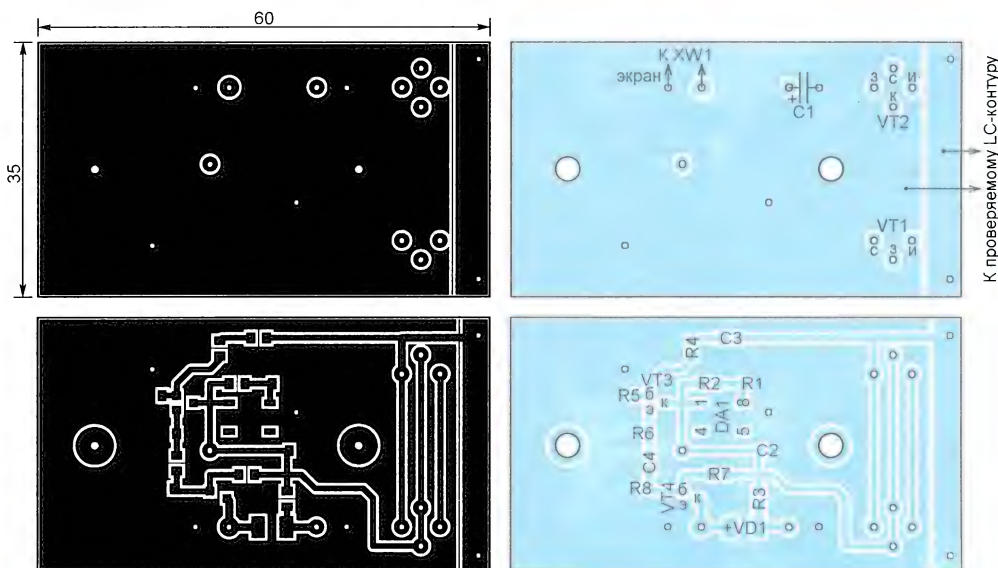 60
35
К XW1
экран
+
C1
З
С
К
И
VT2
К проверяемому LC-контуру
VT1
С
З
И
C3
R4
VT3
R2
R1
R5
б
э
к
1
8
DA1
4
5
R6
C4
C2
R7
R8
VT4
б
э
к
R3
+VD1